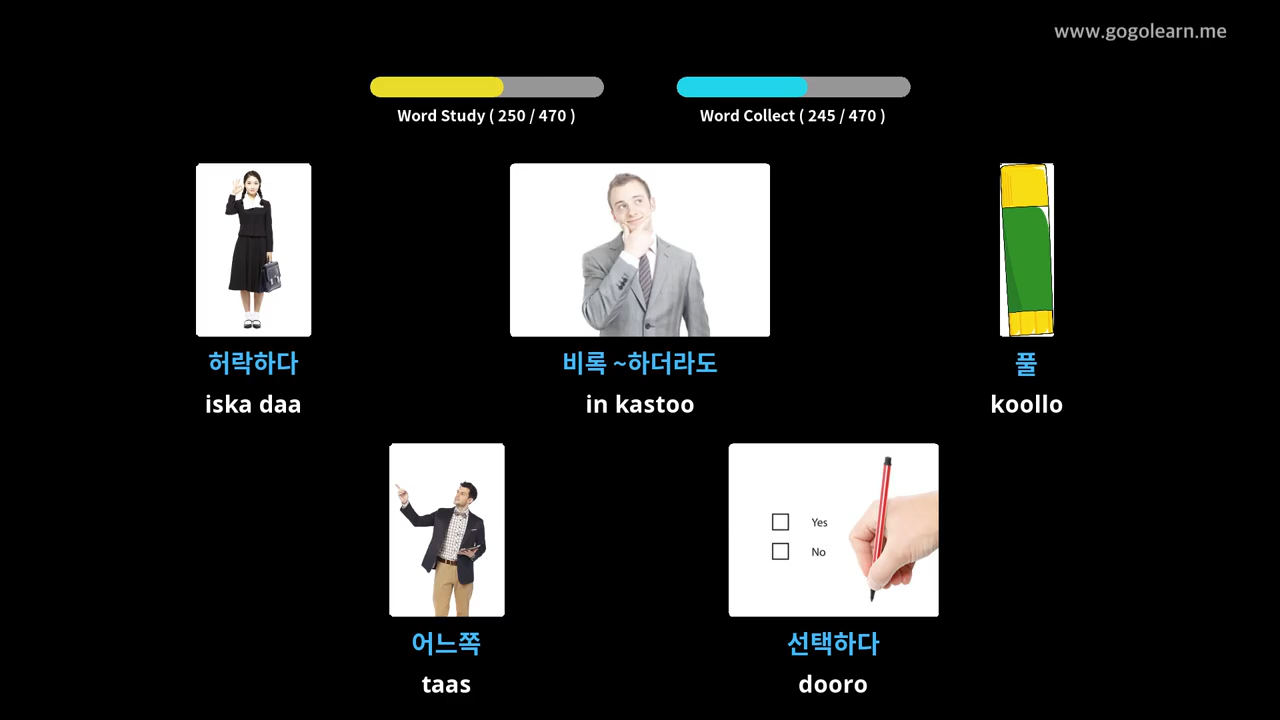 www.gogolearn.me
Word Study ( 250 / 470 )
Word Collect ( 245 / 470 )
허락하다
iska daa
비록 ~하더라도
in kastoo
풀
koollo
어느쪽
taas
Yes
No
선택하다
dooro